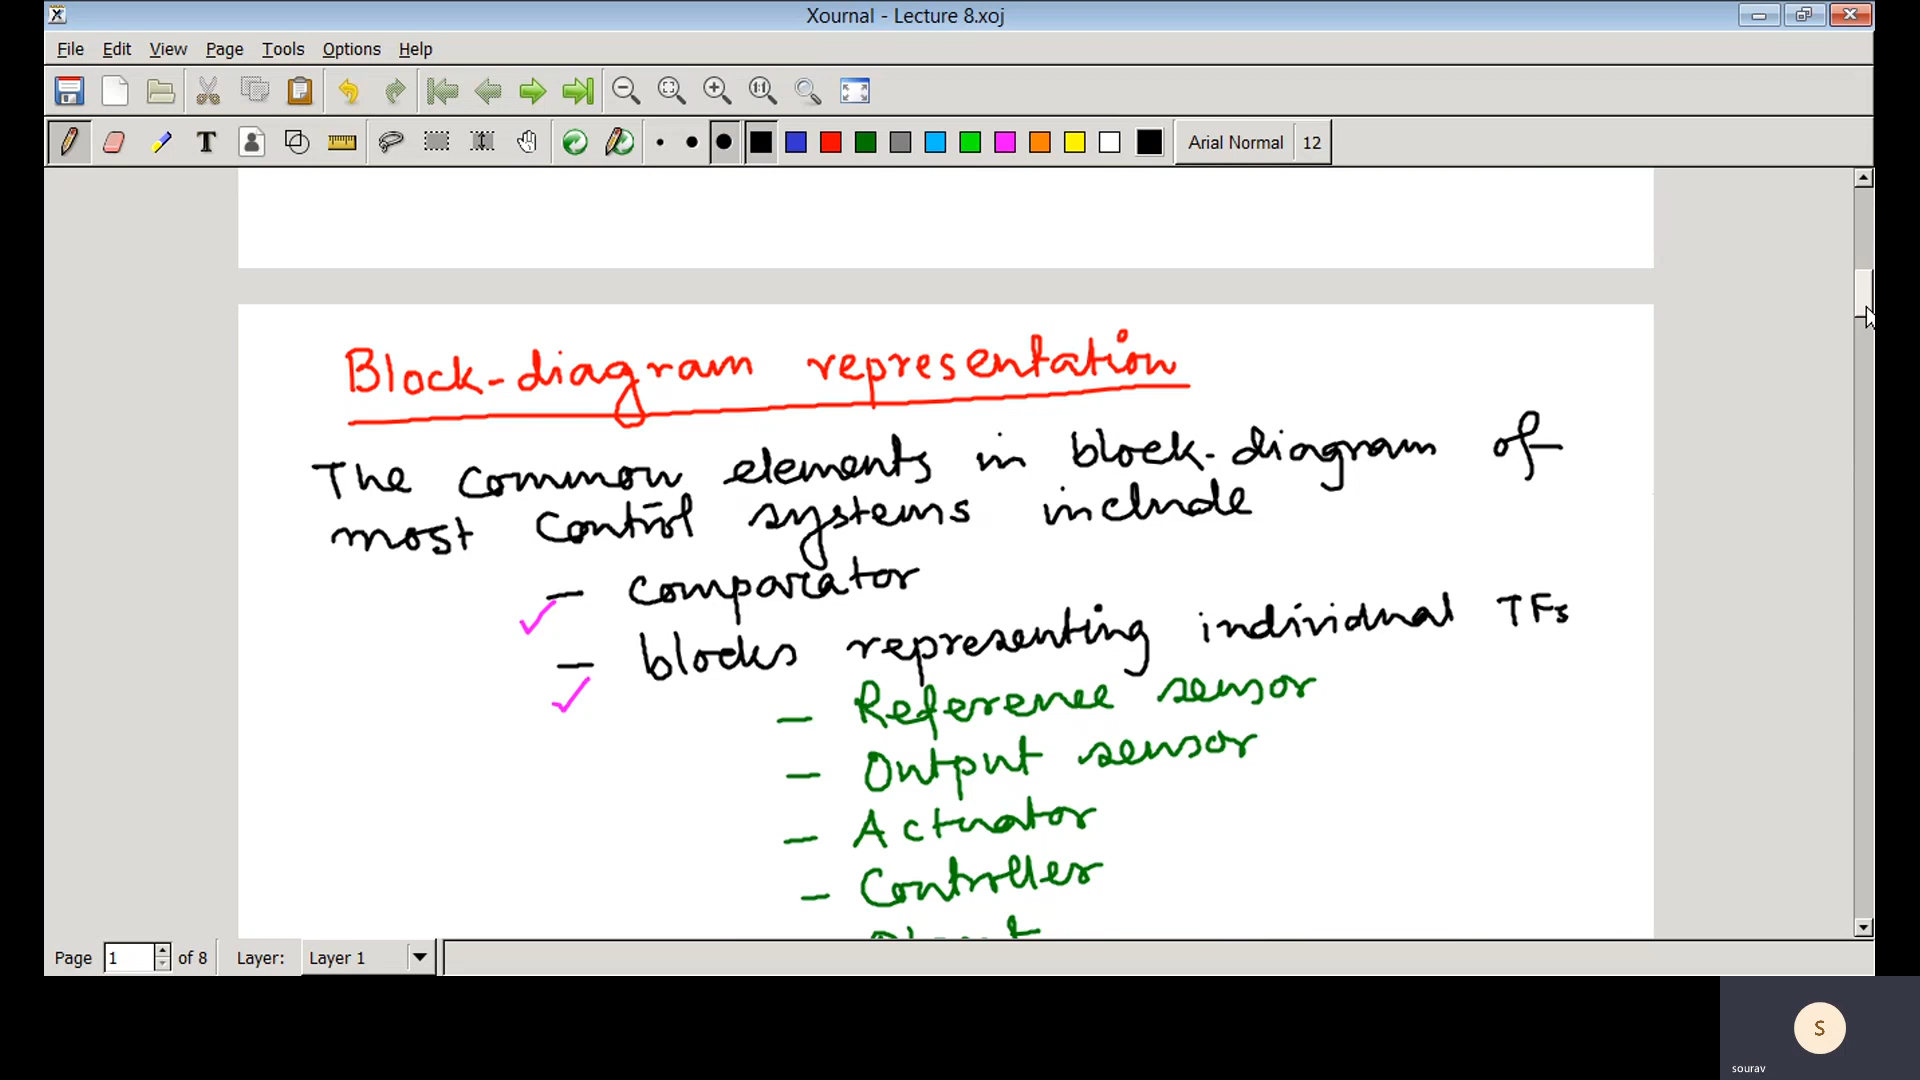 Xournal - Lecture 8.xoj
File Edit View Page Tools Options Help
Arial Normal 12
Block-diagram representation
The common elements in block-diagram of
most control systems include
- comparator
- blocks representing individual TFs
- Reference sensor
- Output sensor
- Actuator
- Controller
Page 1 of 8 Layer: Layer 1
S
sourav